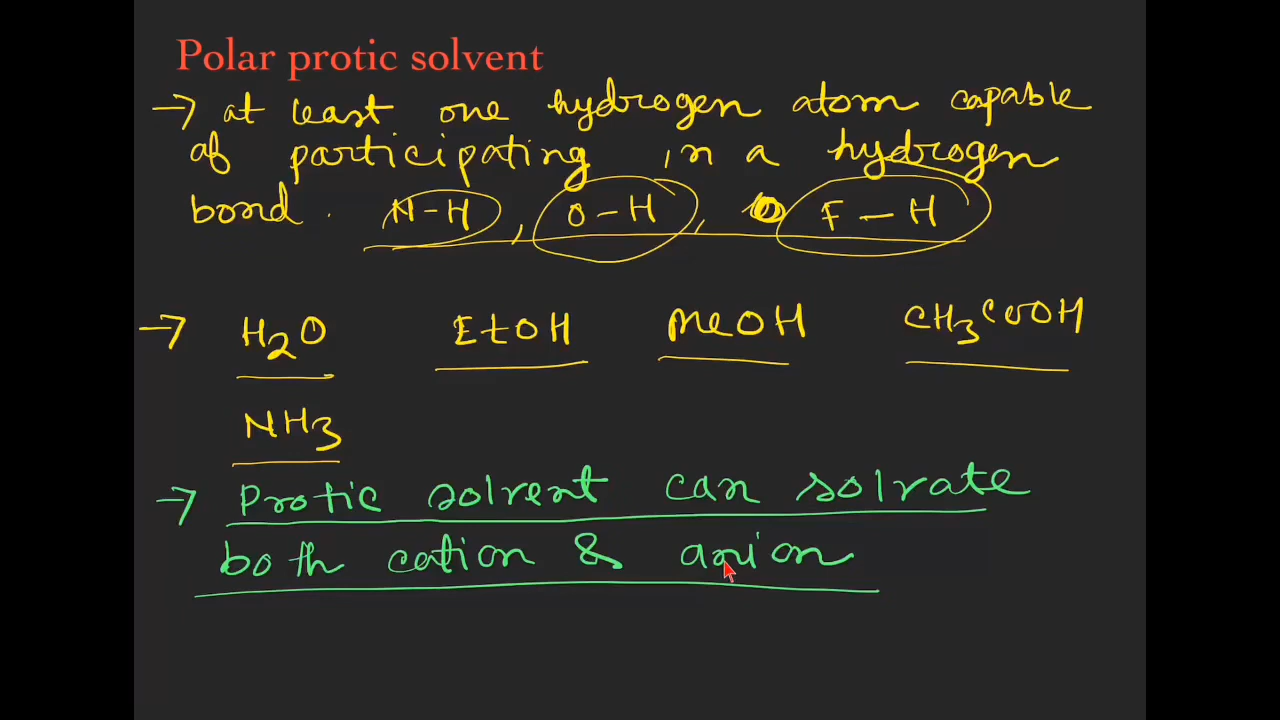 Polar protic solvent
→ at least one hydrogen atom capable
of participating in a hydrogen
bond. N-H, O-H, F-H
→ H2O EtOH MeOH CH3COOH
NH3
→ Protic solvent can solvate
both cation & anion